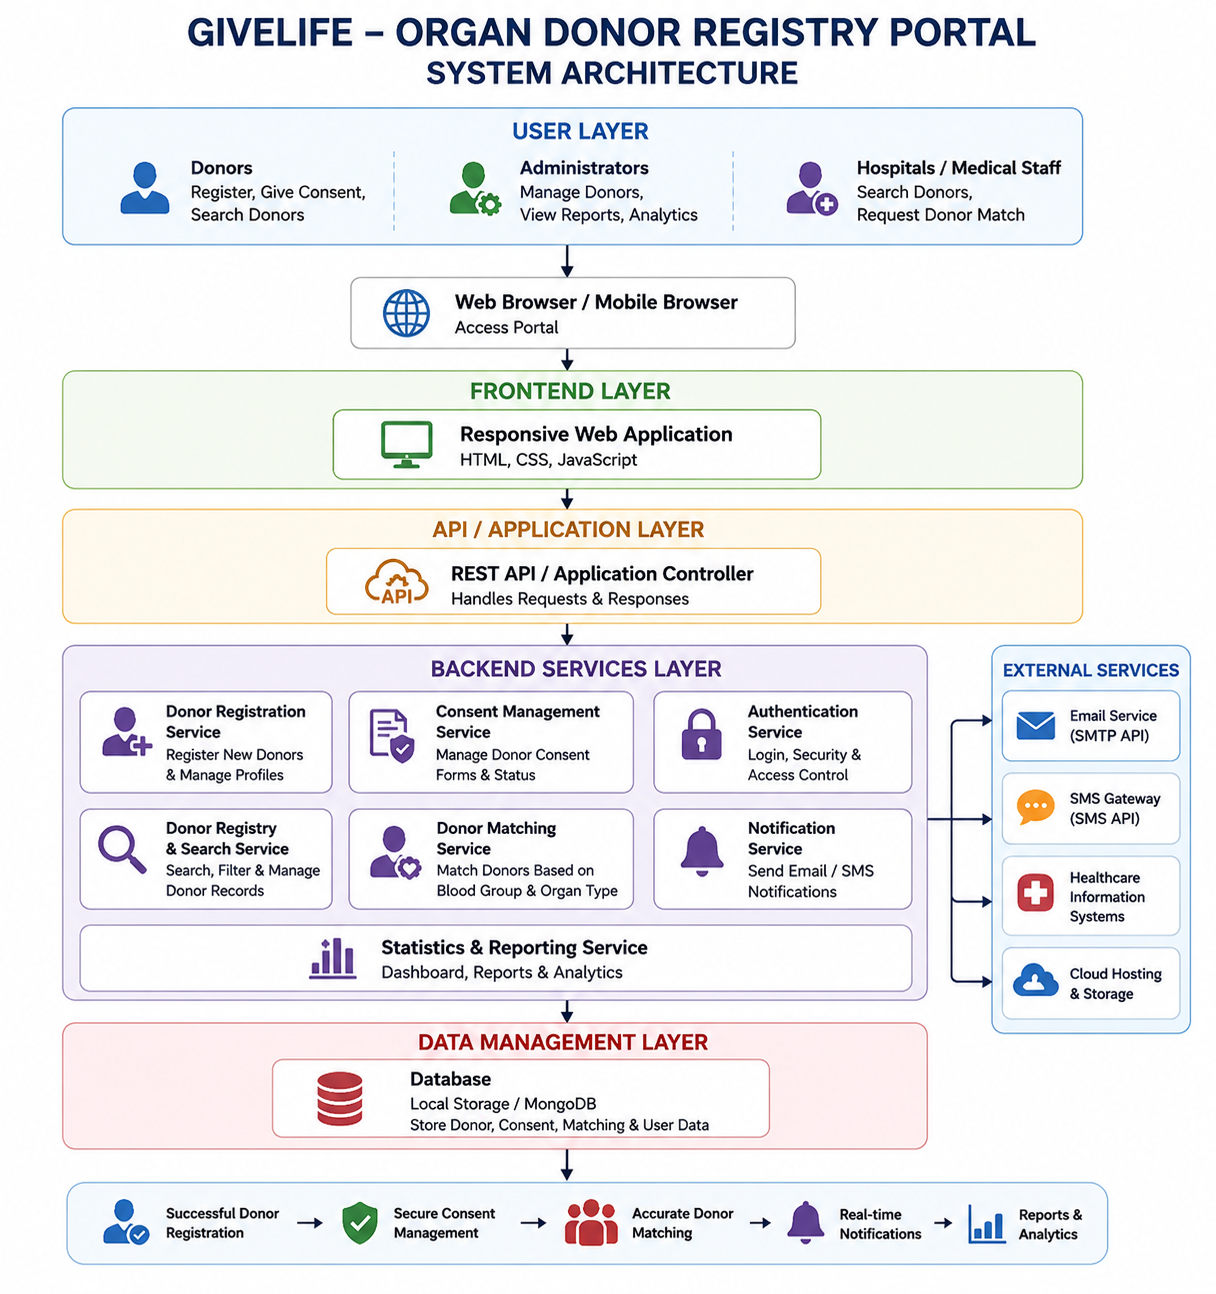 GIVELIFE – ORGAN DONOR REGISTRY PORTAL
SYSTEM ARCHITECTURE
USER LAYER
Donors
Register, Give Consent,
Search Donors
Administrators
Manage Donors,
View Reports, Analytics
Hospitals / Medical Staff
Search Donors,
Request Donor Match
Web Browser / Mobile Browser
Access Portal
FRONTEND LAYER
Responsive Web Application
HTML, CSS, JavaScript
API / APPLICATION LAYER
API
REST API / Application Controller
Handles Requests & Responses
BACKEND SERVICES LAYER
Donor Registration
Service
Register New Donors
& Manage Profiles
Consent Management
Service
Manage Donor Consent
Forms & Status
Authentication
Service
Login, Security &
Access Control
Donor Registry
& Search Service
Search, Filter & Manage
Donor Records
Donor Matching
Service
Match Donors Based on
Blood Group & Organ Type
Notification
Service
Send Email / SMS
Notifications
Statistics & Reporting Service
Dashboard, Reports & Analytics
EXTERNAL SERVICES
Email Service
(SMTP API)
SMS Gateway
(SMS API)
Healthcare
Information
Systems
Cloud Hosting
& Storage
DATA MANAGEMENT LAYER
Database
Local Storage / MongoDB
Store Donor, Consent, Matching & User Data
Successful Donor
Registration
Secure Consent
Management
Accurate Donor
Matching
Real-time
Notifications
Reports &
Analytics